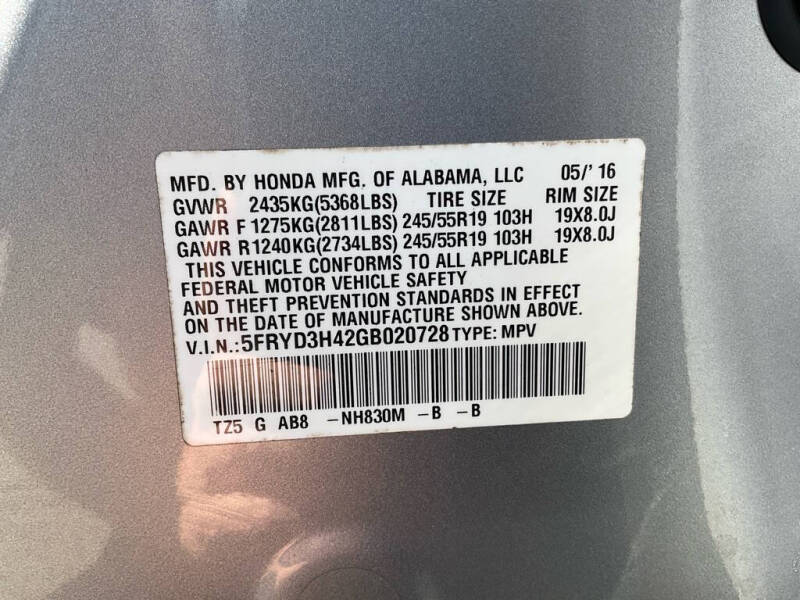 MFD. BY HONDA MFG. OF ALABAMA, LLC 05/' 16
GVWR 2435KG(5368LBS) TIRE SIZE RIM SIZE
GAWR F 1275KG(2811LBS) 245/55R19 103H 19X8.0J
GAWR R1240KG(2734LBS) 245/55R19 103H 19X8.0J
THIS VEHICLE CONFORMS TO ALL APPLICABLE
FEDERAL MOTOR VEHICLE SAFETY
AND THEFT PREVENTION STANDARDS IN EFFECT
ON THE DATE OF MANUFACTURE SHOWN ABOVE.
V.I.N.: 5FRYD3H42GB020728 TYPE: MPV
TZ5 G AB8 -NH830M -B -B